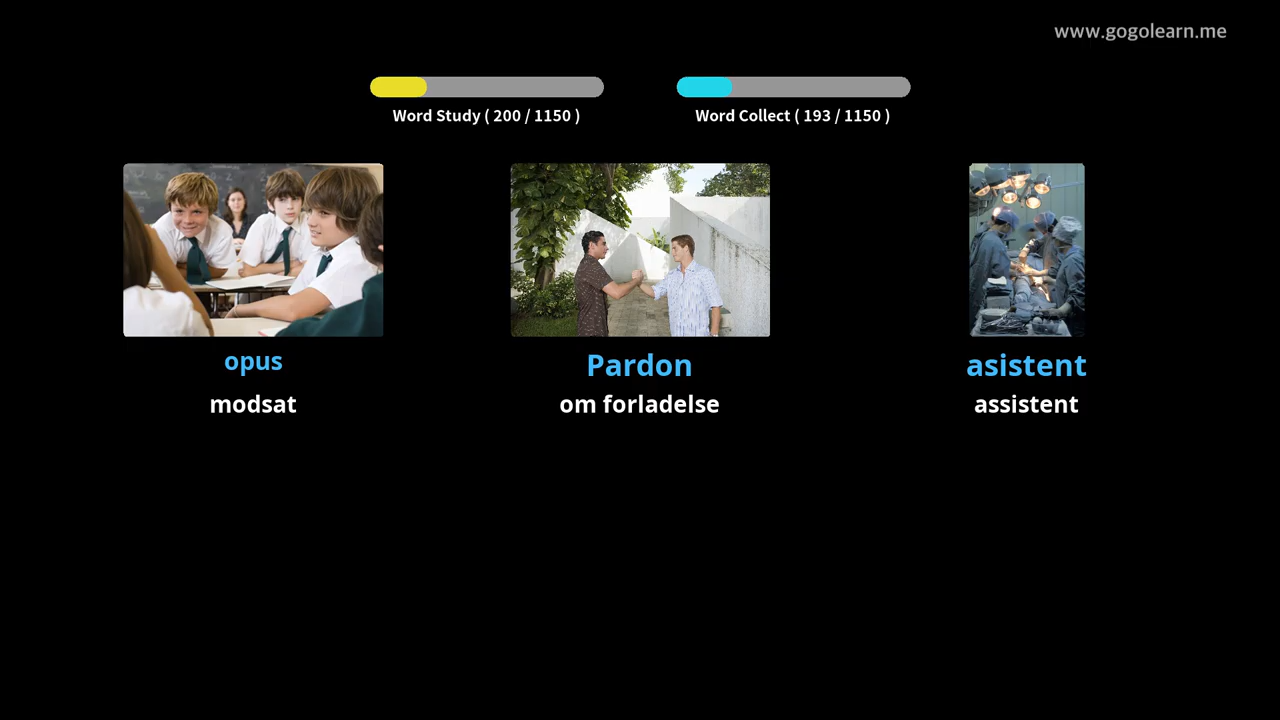 www.gogolearn.me
Word Study ( 200 / 1150 )
Word Collect ( 193 / 1150 )
opus
Pardon
asistent
modsat
om forladelse
assistent